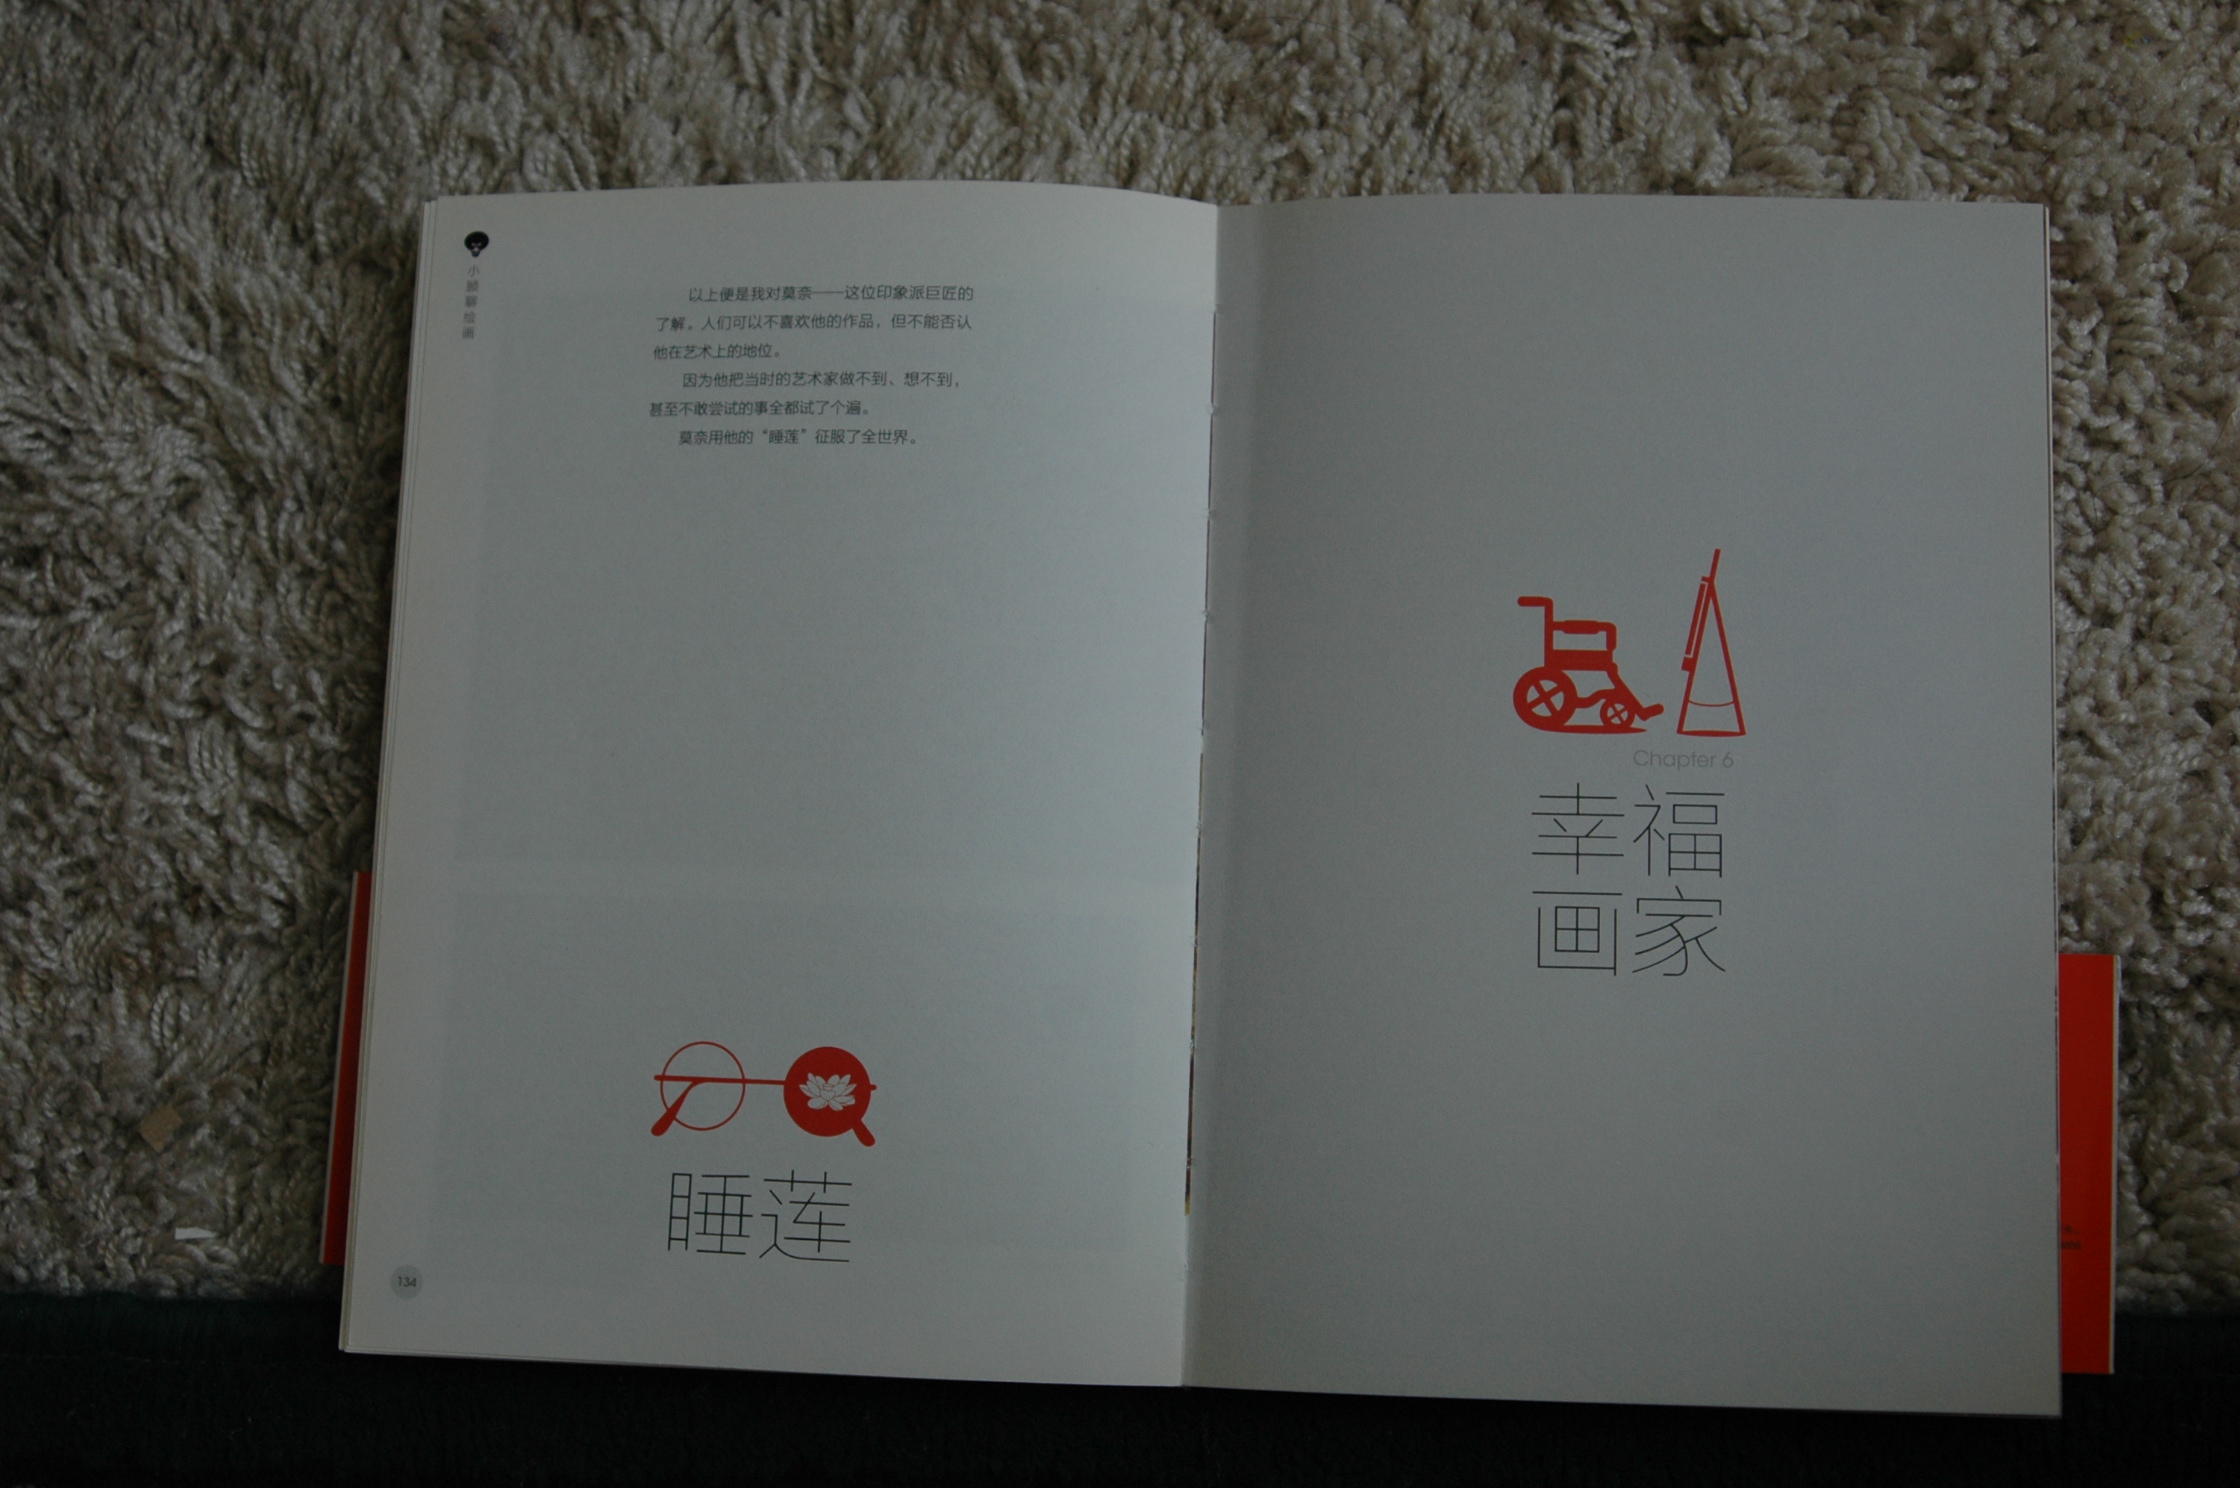 小顾聊绘画
以上便是我对莫奈——这位印象派巨匠的
了解。人们可以不喜欢他的作品，但不能否认
他在艺术上的地位。
因为他把当时的艺术家做不到、想不到，
甚至不敢尝试的事全都试了个遍。
莫奈用他的“睡莲”征服了全世界。
睡莲
134
Chapter 6
幸福
画家